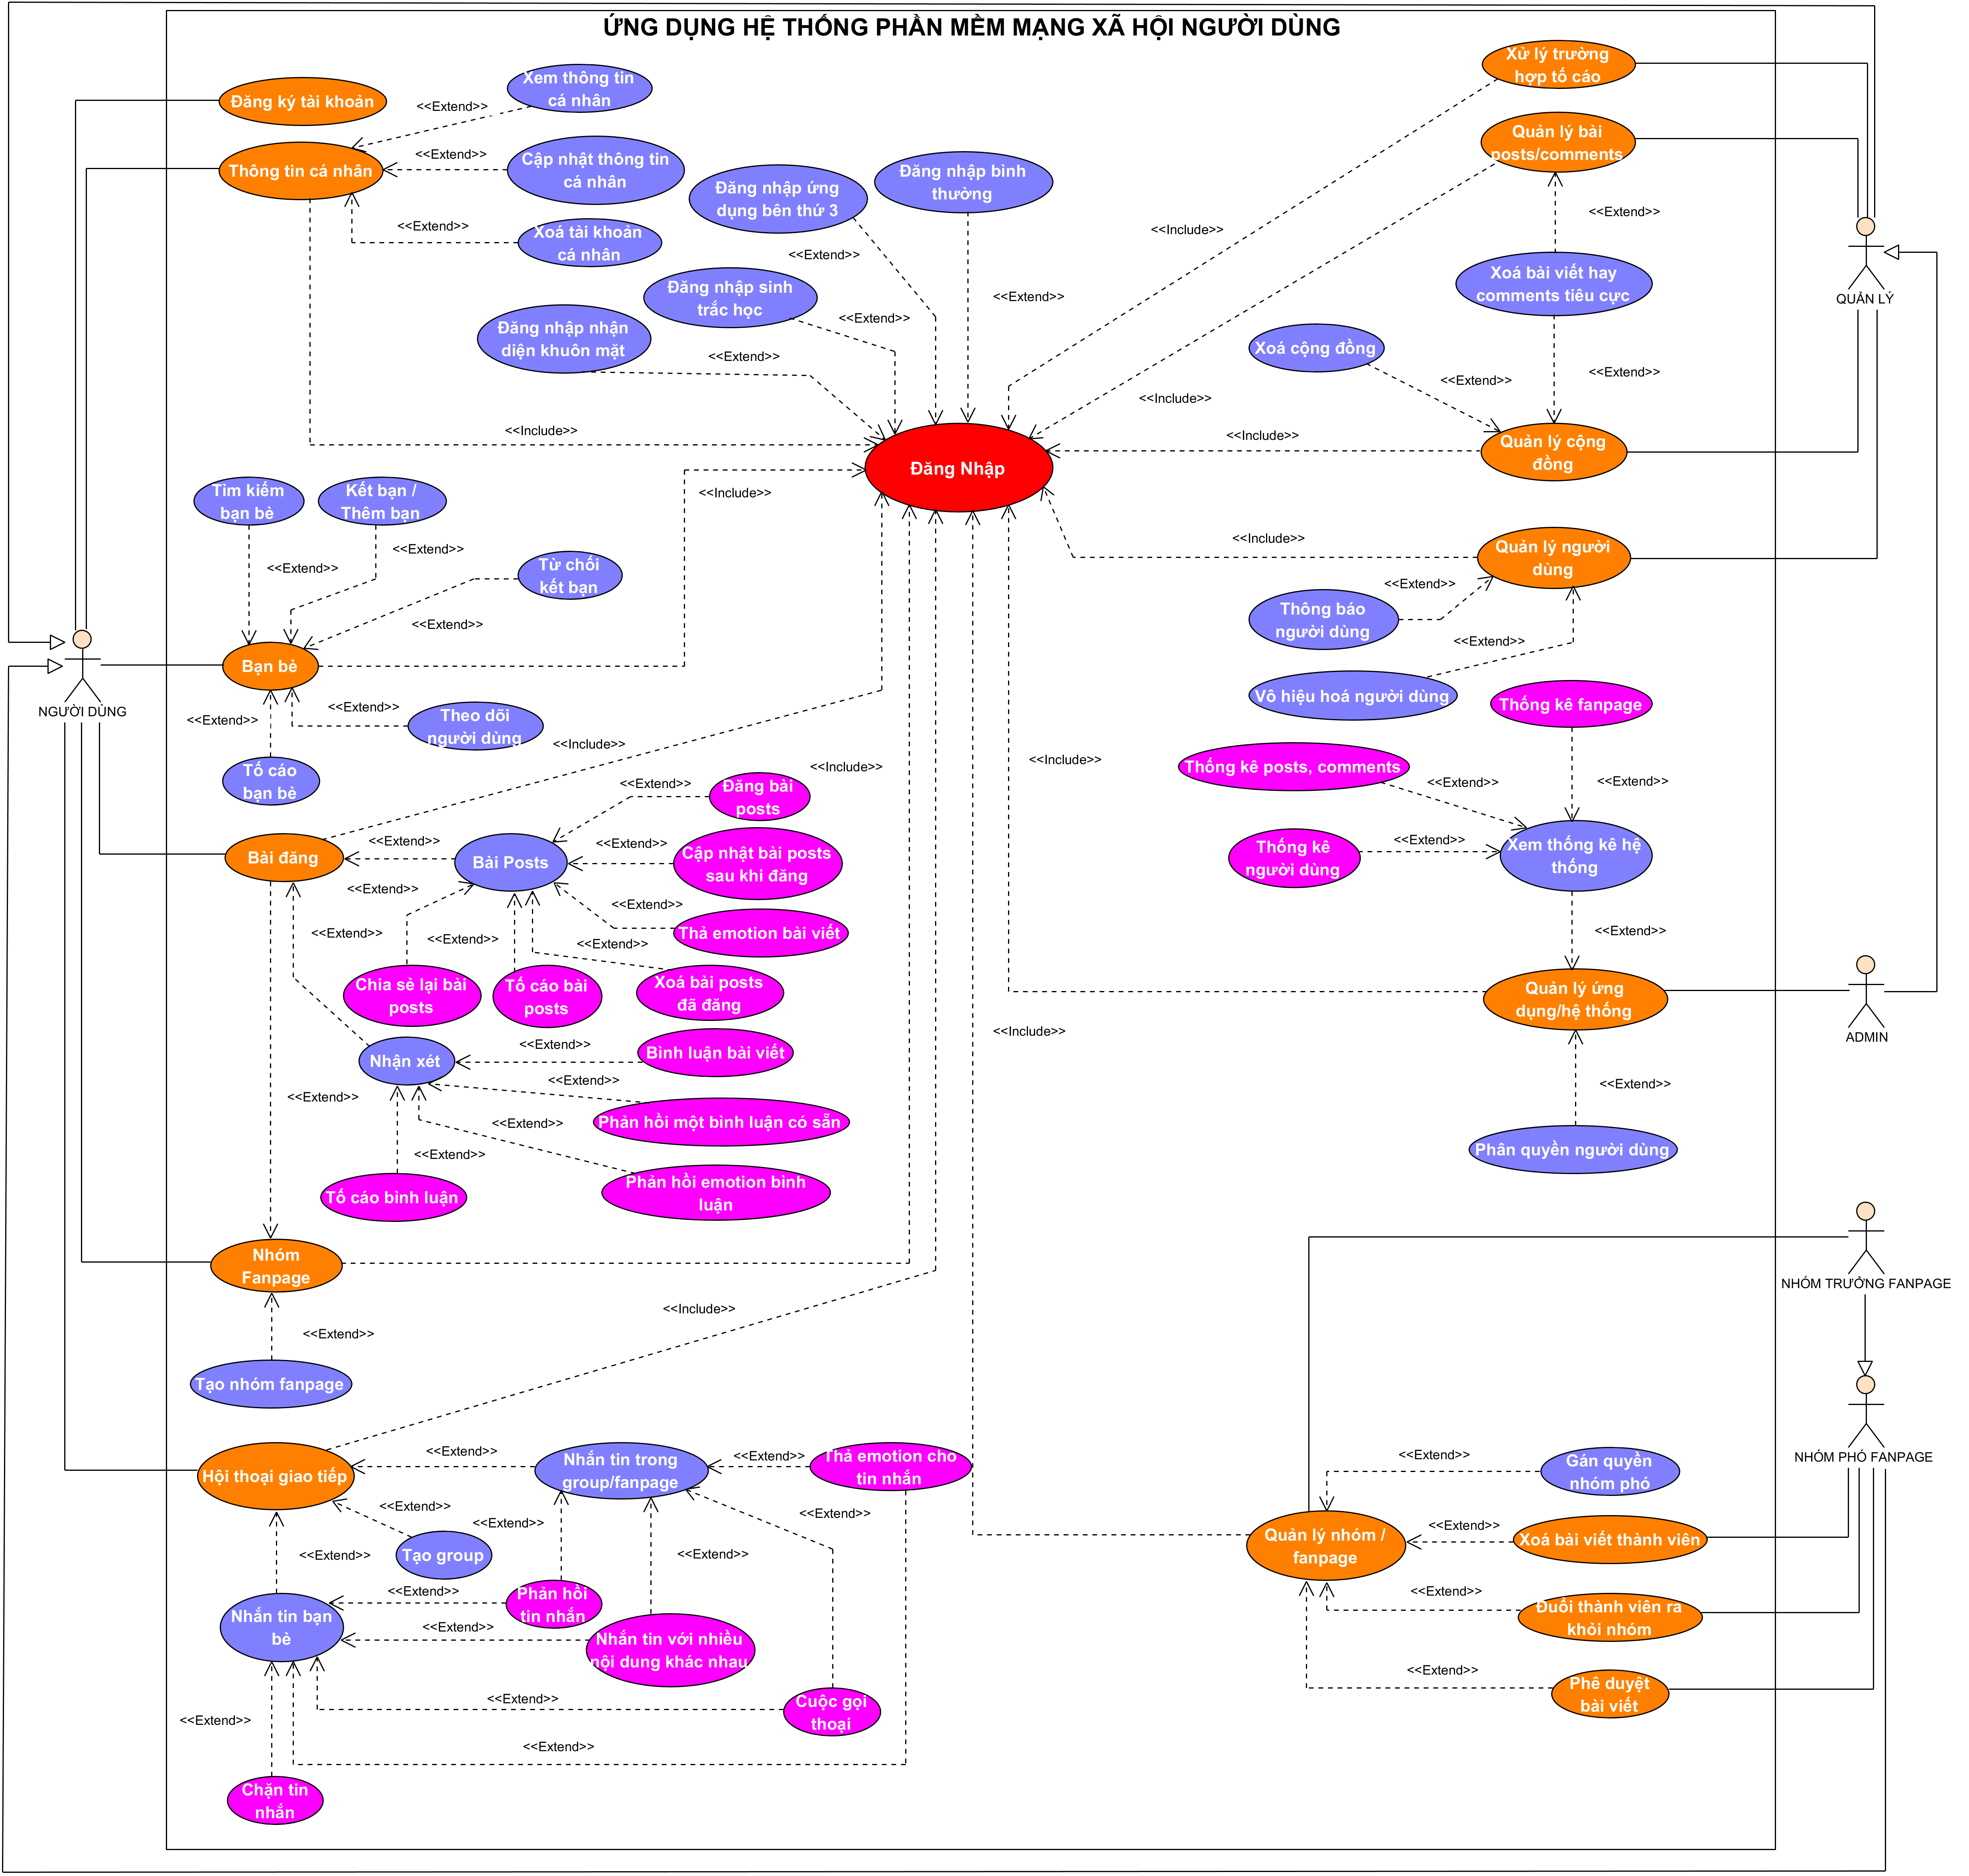 ỨNG DỤNG HỆ THỐNG PHẦN MỀM MẠNG XÃ HỘI NGƯỜI DÙNG
Đăng ký tài khoản
Xem thông tin
cá nhân
<<Extend>>
Thông tin cá nhân
<<Extend>>
Cập nhật thông tin
cá nhân
<<Extend>>
Xoá tài khoản
cá nhân
Đăng nhập ứng
dụng bên thứ 3
Đăng nhập bình
thường
<<Extend>>
<<Extend>>
Đăng nhập sinh
trắc học
<<Extend>>
Đăng nhập nhận
diện khuôn mặt
<<Extend>>
<<Include>>
Đăng Nhập
Xử lý trường
hợp tố cáo
Quản lý bài
posts/comments
<<Include>>
<<Extend>>
Xoá bài viết hay
comments tiêu cực
QUẢN LÝ
Xoá cộng đồng
<<Extend>>
<<Extend>>
<<Include>>
<<Include>>
Quản lý cộng
đồng
<<Include>>
Quản lý người
dùng
<<Extend>>
Thông báo
người dùng
<<Extend>>
Vô hiệu hoá người dùng
Tìm kiếm
bạn bè
Kết bạn /
Thêm bạn
<<Include>>
<<Extend>>
<<Extend>>
Từ chối
kết bạn
<<Extend>>
Bạn bè
NGƯỜI DÙNG
<<Extend>>
<<Extend>>
Theo dõi
người dùng
Tố cáo
bạn bè
<<Include>>
<<Include>>
<<Include>>
Thống kê fanpage
Thống kê posts, comments
<<Extend>>
<<Extend>>
Thống kê
người dùng
<<Extend>>
Xem thống kê hệ
thống
<<Extend>>
Quản lý ứng
dụng/hệ thống
ADMIN
<<Extend>>
Phân quyền người dùng
Bài đăng
<<Extend>>
Bài Posts
<<Extend>>
Đăng bài
posts
<<Extend>>
Cập nhật bài posts
sau khi đăng
<<Extend>>
<<Extend>>
Thả emotion bài viết
<<Extend>>
<<Extend>>
<<Extend>>
Chia sẻ lại bài
posts
Tố cáo bài
posts
Xoá bài posts
đã đăng
Nhận xét
<<Extend>>
Bình luận bài viết
<<Extend>>
<<Extend>>
Phản hồi một bình luận có sẵn
<<Extend>>
<<Extend>>
Tố cáo bình luận
Phản hồi emotion bình
luận
<<Include>>
Nhóm
Fanpage
<<Extend>>
Tạo nhóm fanpage
<<Include>>
NHÓM TRƯỞNG FANPAGE
NHÓM PHÓ FANPAGE
Hội thoại giao tiếp
<<Extend>>
Nhắn tin trong
group/fanpage
<<Extend>>
Thả emotion cho
tin nhắn
<<Extend>>
Tạo group
<<Extend>>
<<Extend>>
<<Extend>>
<<Extend>>
Nhắn tin bạn
bè
<<Extend>>
Phản hồi
tin nhắn
<<Extend>>
Nhắn tin với nhiều
nội dung khác nhau
<<Extend>>
Cuộc gọi
thoại
<<Extend>>
<<Extend>>
Chặn tin
nhắn
<<Extend>>
Gán quyền
nhóm phó
Quản lý nhóm /
fanpage
<<Extend>>
Xoá bài viết thành viên
<<Extend>>
Đuổi thành viên ra
khỏi nhóm
<<Extend>>
Phê duyệt
bài viết